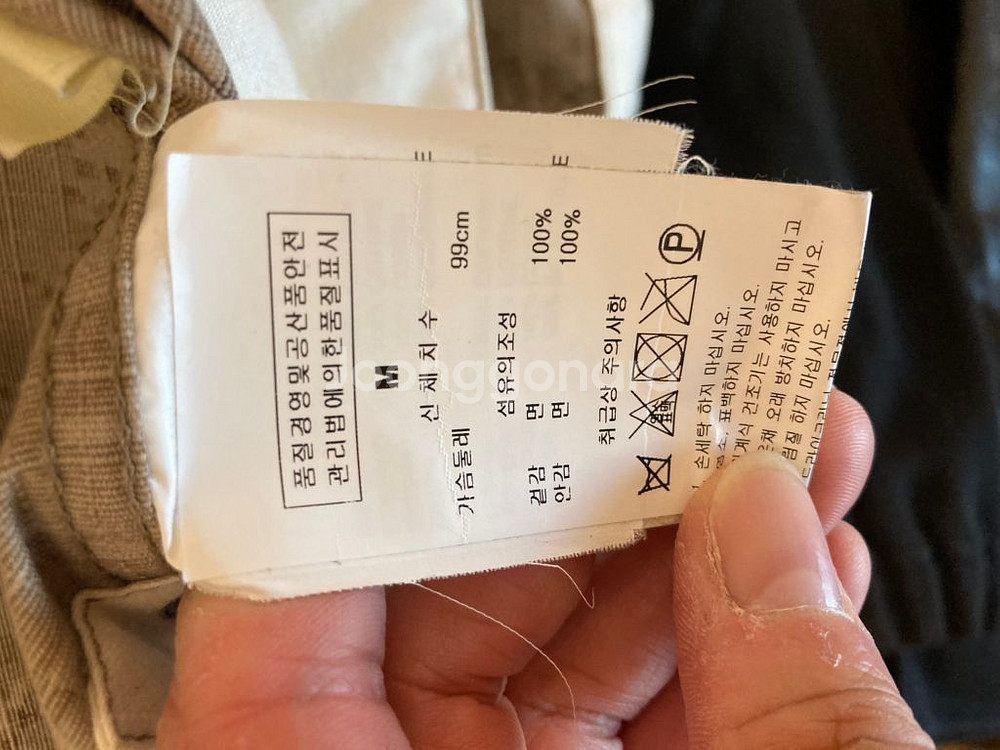 품질경영및공산품안전
관리법에의한품질표시
M
신 체 치 수
가슴둘레 99cm
섬유의조성
겉감 면 100%
안감 면 100%
취급상 주의사항
P
손세탁 하지 마십시오.
표백하지 마십시오.
건조기는 사용하지 마시고
오래 방치하지 마십시오.
하지 마십시오.
E
E